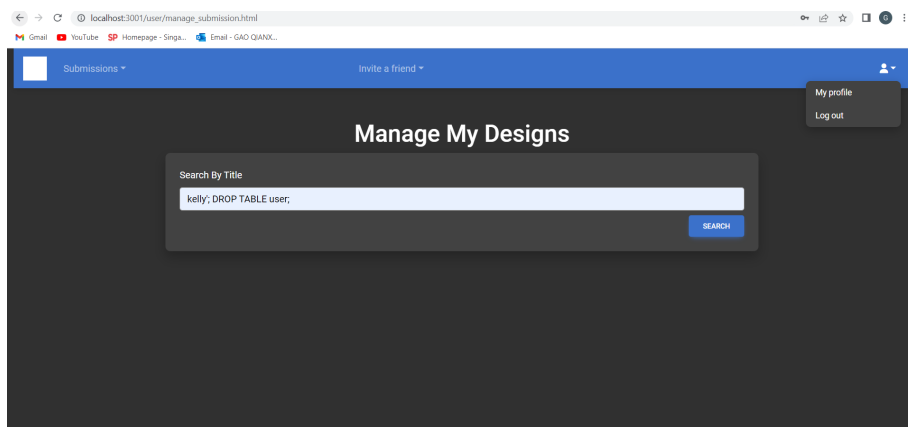 localhost:3001/user/manage_submission.html
G
Gmail YouTube SP Homepage - Singa... Email - GAO QIANX...
Submissions Invite a friend
My profile
Log out
Manage My Designs
Search By Title
kelly'; DROP TABLE user;
SEARCH